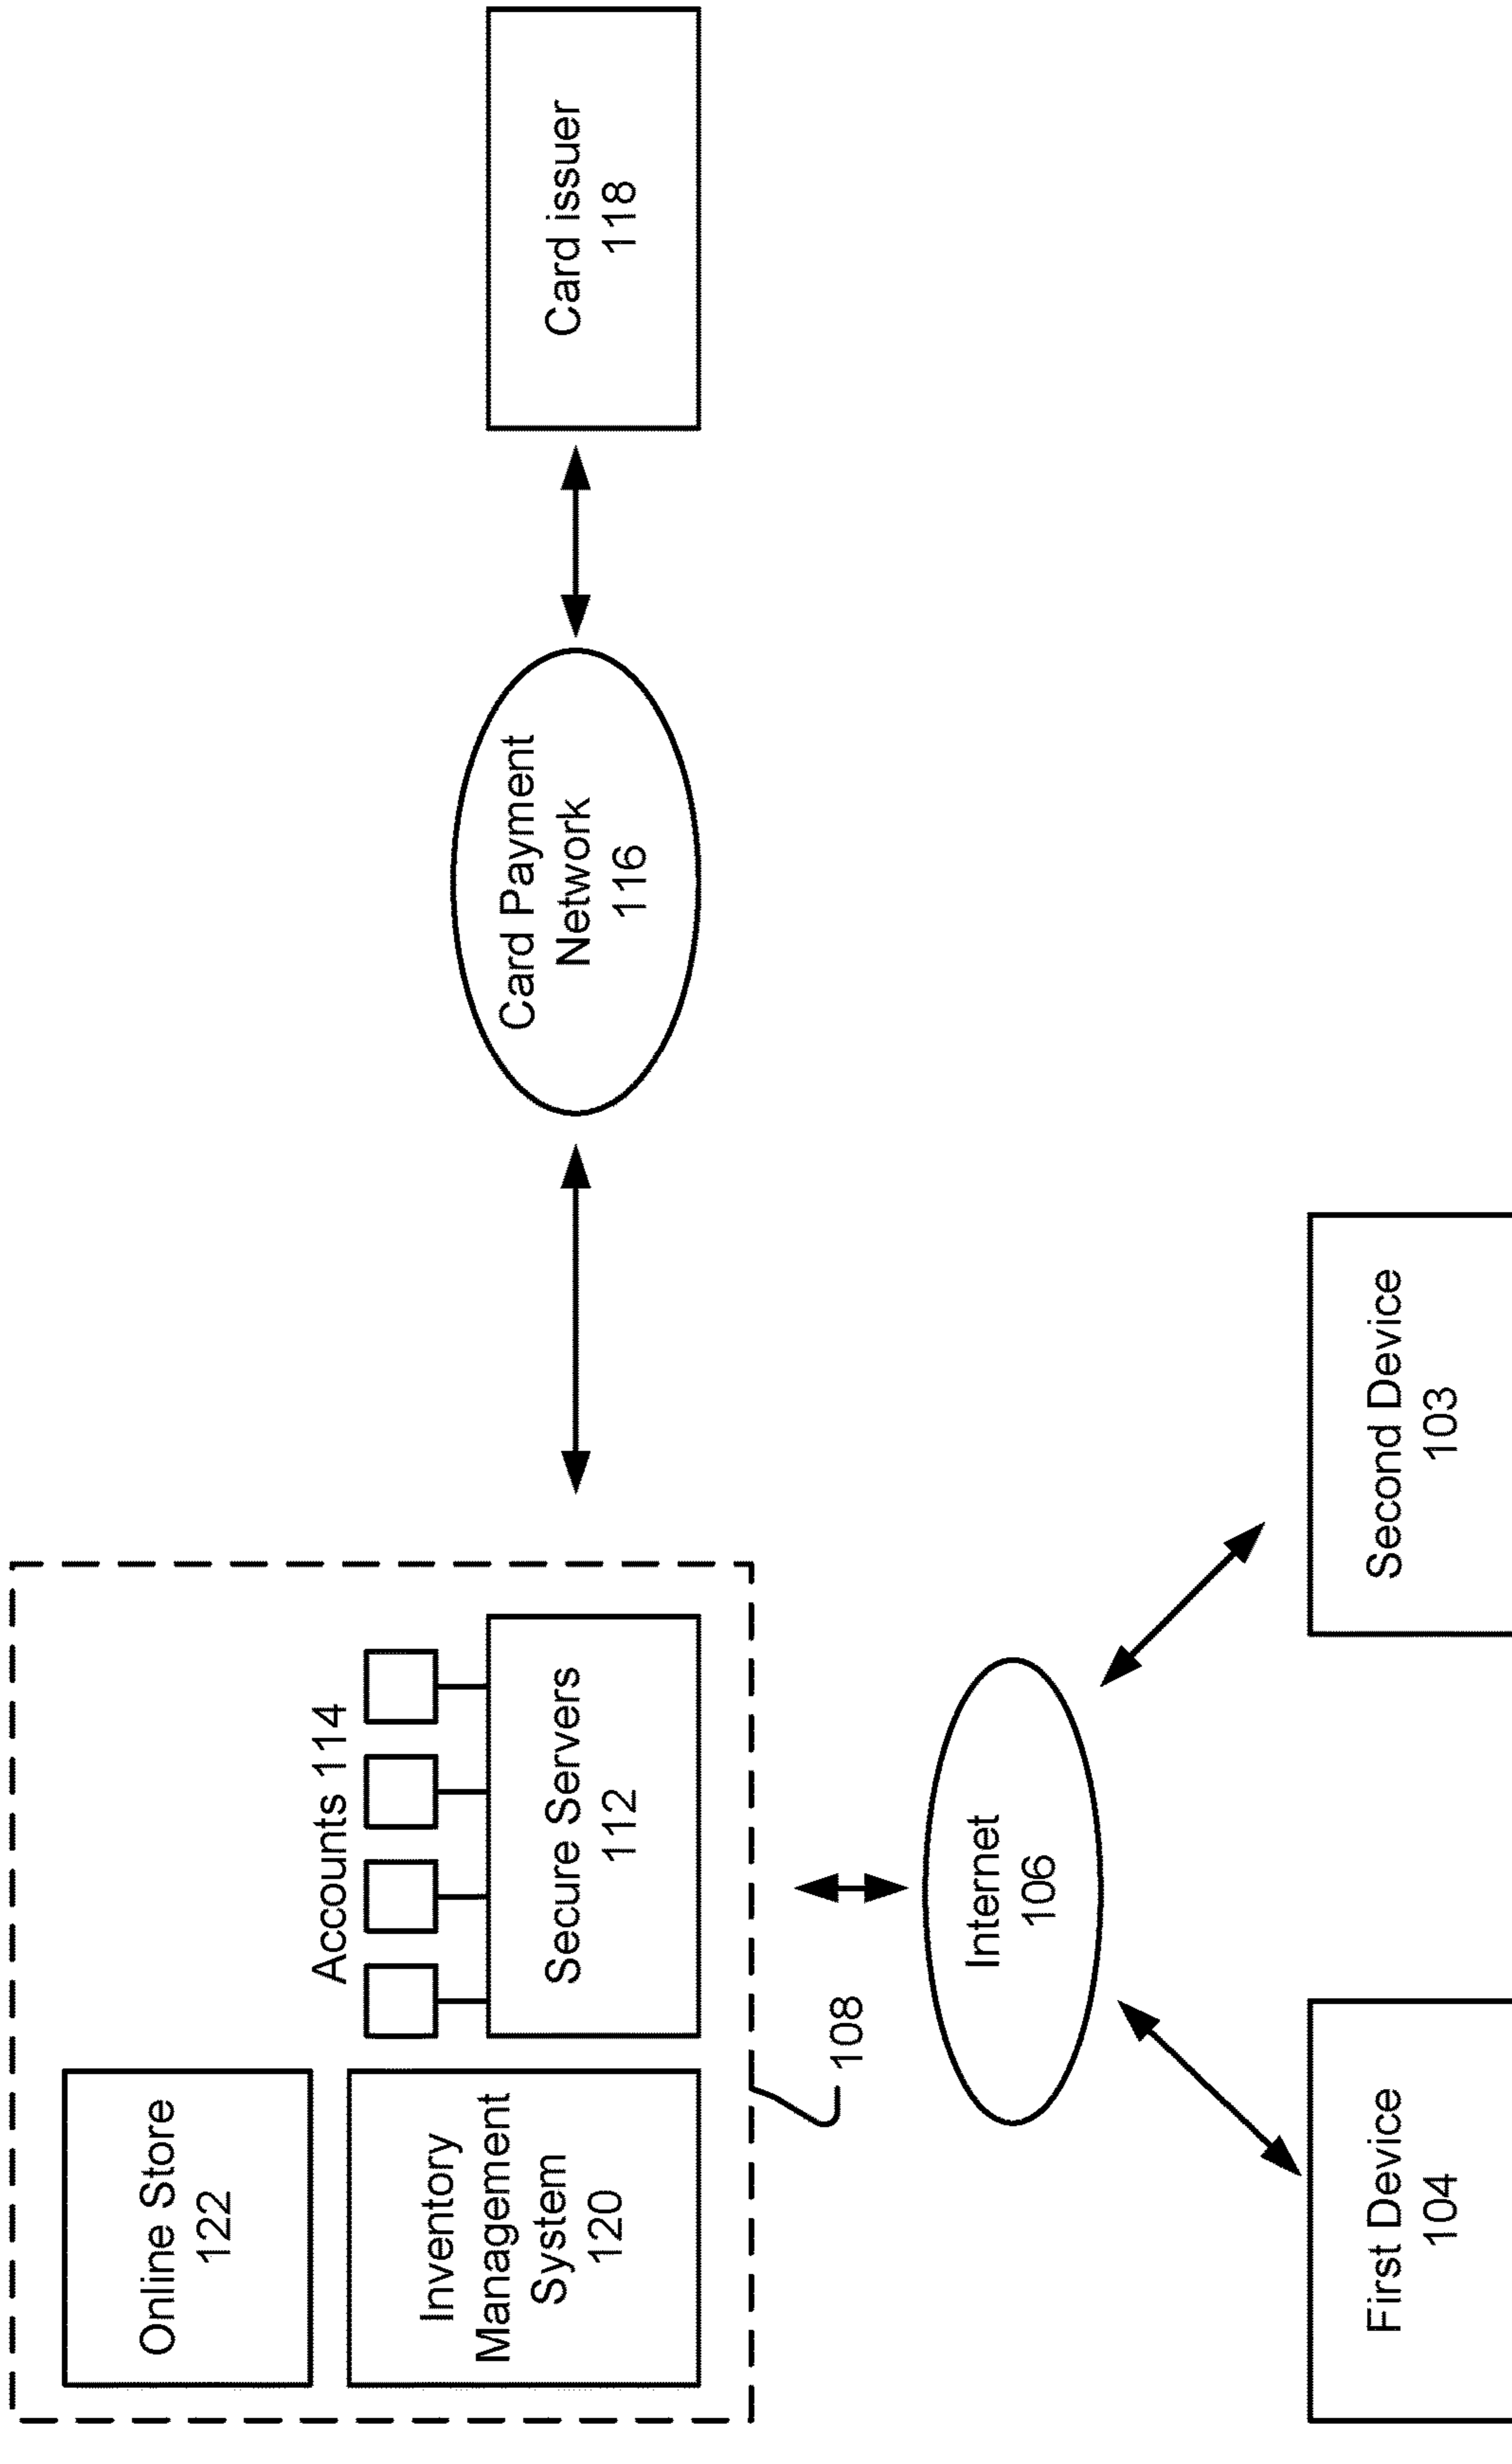 Online Store
122
Accounts 114
Inventory
Management
System
120
Secure Servers
112
Card Payment
Network
116
Card issuer
118
108
Internet
106
First Device
104
Second Device
103